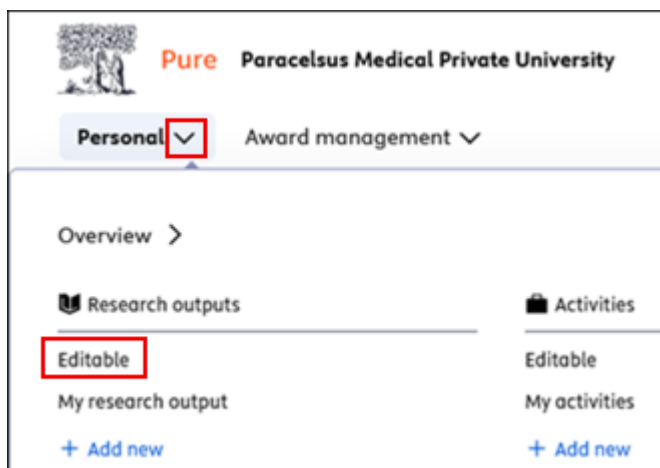 Pure Paracelsus Medical Private University
Personal Award management
Overview
Research outputs
Editable
My research output
+ Add new
Activities
Editable
My activities
+ Add new